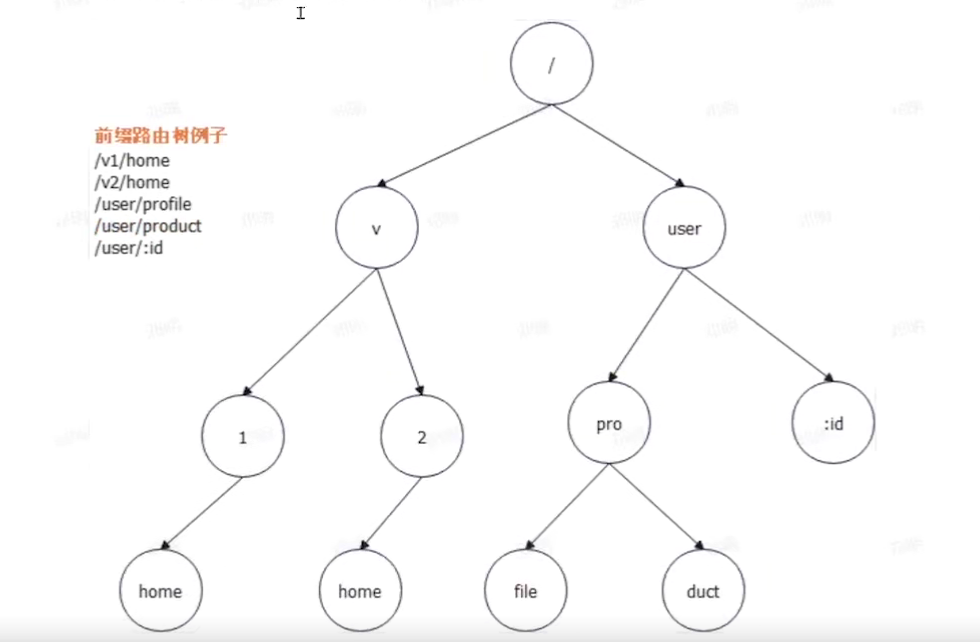 /
前缀路由树例子
/v1/home
/v2/home
/user/profile
/user/product
/user/:id
v
user
1
2
pro
:id
home
home
file
duct